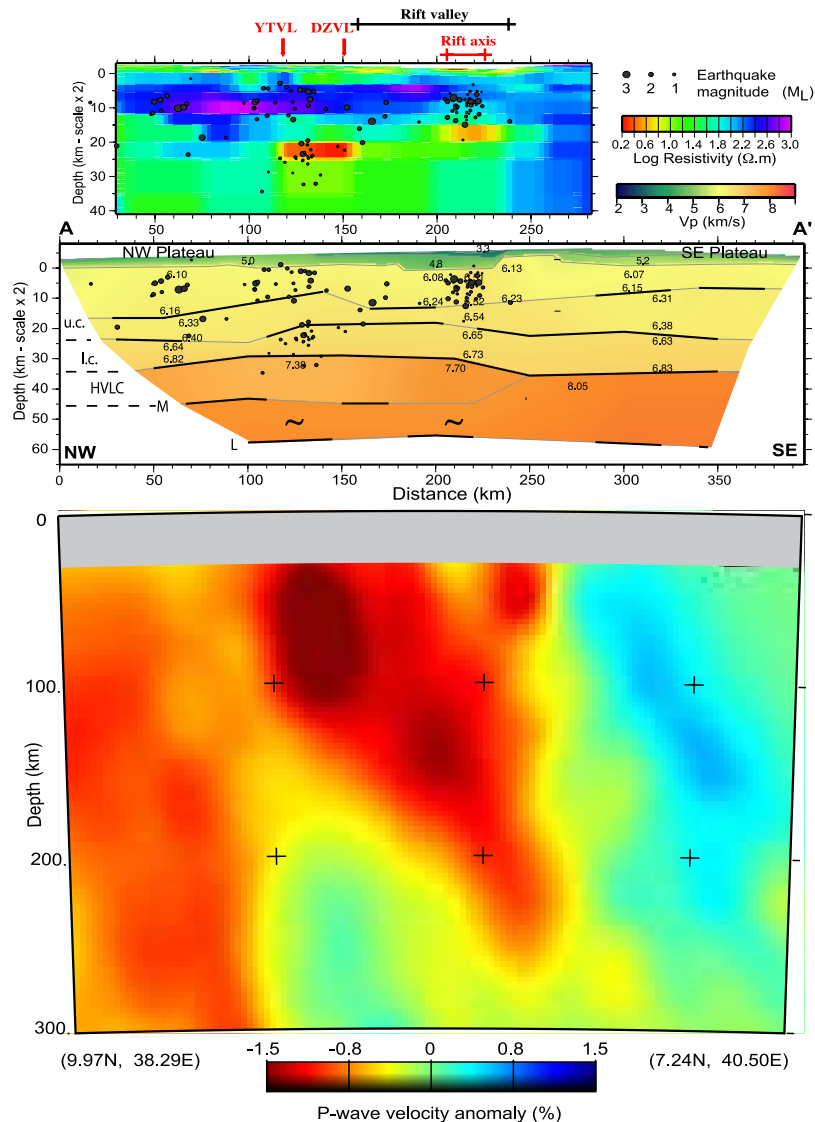 Rift valley
YTVL DZVL
Rift axis
Depth (km - scale x 2)
0
10
20
30
40
50 100 150 200 250
Earthquake
magnitude (ML)
3 2 1
0.2 0.6 1.0 1.4 1.8 2.2 2.6 3.0
Log Resistivity (Ω.m)
2 4 6 8
Vp (km/s)
A A'
NW Plateau SE Plateau
3.3
5.0 4.8 5.2
6.10 6.08 6.13 6.07
6.15
6.16 6.24 6.23 6.31
6.33 6.54
6.40 6.65 6.38
6.64 6.63
6.82 6.73
7.38 7.70 6.83
8.05
u.c.
l.c.
HVLC
M
L
~ ~
Depth (km - scale x 2)
0
10
20
30
40
50
60
NW SE
0 50 100 150 200 250 300 350
Distance (km)
0
100.
200.
300.
Depth (km)
(9.97N, 38.29E) (7.24N, 40.50E)
−1.5 −0.8 0 0.8 1.5
P-wave velocity anomaly (%)